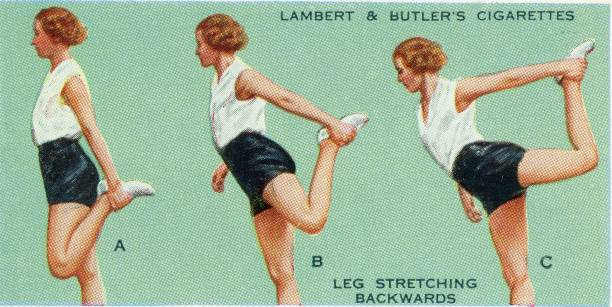 LAMBERT & BUTLER'S CIGARETTES
A
B
C
LEG STRETCHING
BACKWARDS